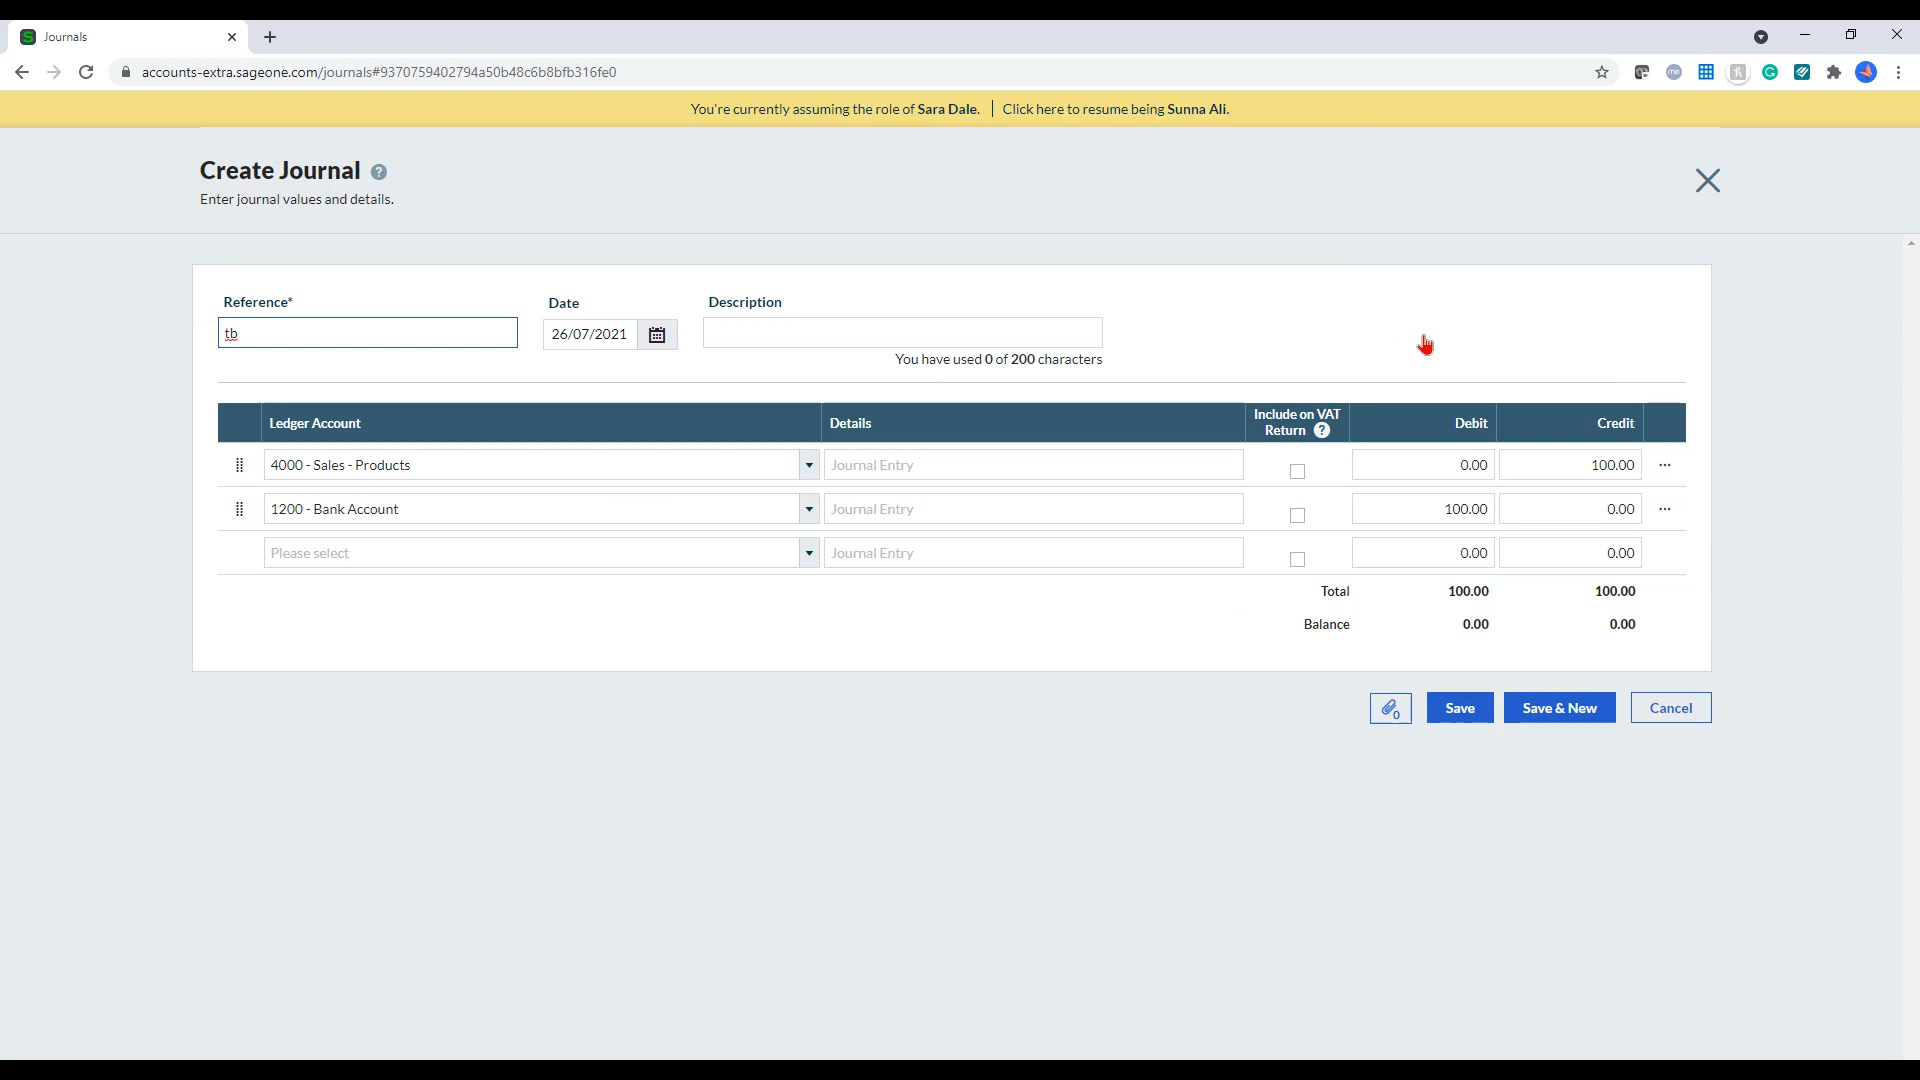 Journals
accounts-extra.sageone.com/journals#9370759402794a50b48c6b8bfb316fe0
You're currently assuming the role of Sara Dale. | Click here to resume being Sunna Ali.
Create Journal ?
Enter journal values and details.
Reference* Date Description
tb 26/07/2021
You have used 0 of 200 characters
Ledger Account Details Include on VAT Return ? Debit Credit
4000 - Sales - Products Journal Entry 0.00 100.00 ...
1200 - Bank Account Journal Entry 100.00 0.00 ...
Please select Journal Entry 0.00 0.00
Total 100.00 100.00
Balance 0.00 0.00
0 Save Save & New Cancel